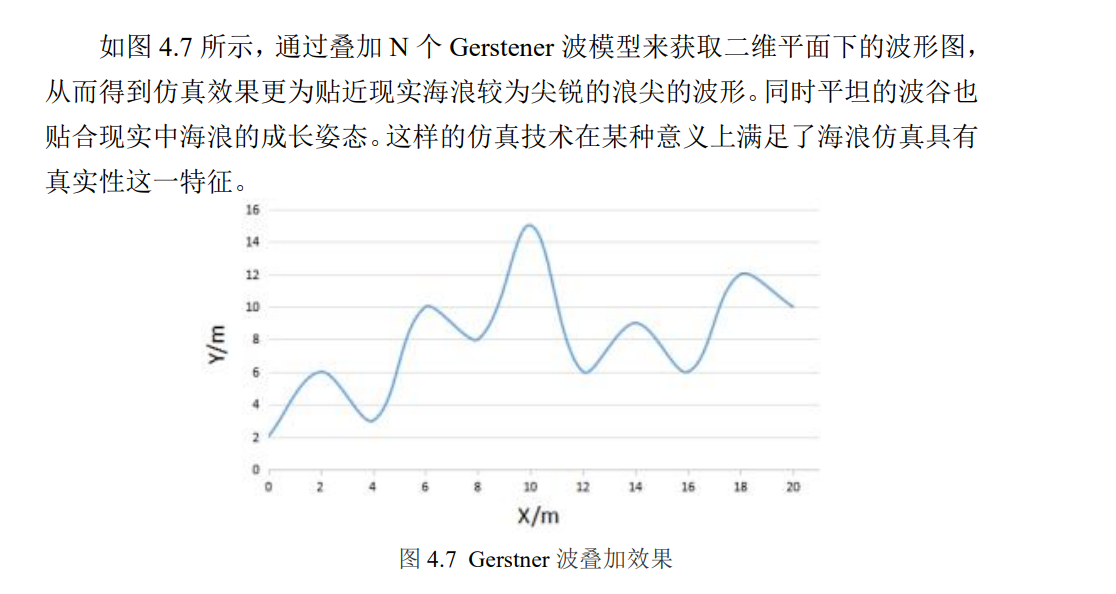 如图 4.7 所示，通过叠加 N 个 Gerstener 波模型来获取二维平面下的波形图，
从而得到仿真效果更为贴近现实海浪较为尖锐的浪尖的波形。同时平坦的波谷也
贴合现实中海浪的成长姿态。这样的仿真技术在某种意义上满足了海浪仿真具有
真实性这一特征。
16
14
12
10
8
6
4
2
0
Y/m
0 2 4 6 8 10 12 14 16 18 20
X/m
图 4.7 Gerstner 波叠加效果